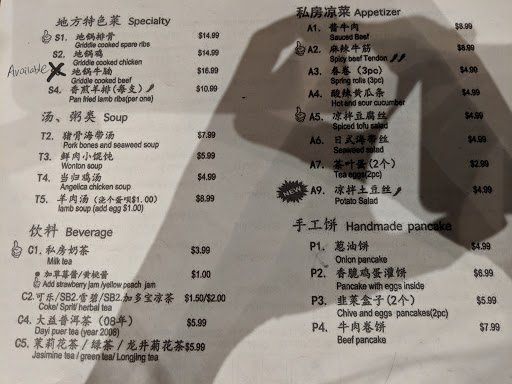 地方特色菜 Specialty
S1. 地锅排骨 $14.99
Griddle cooked spare ribs
S2. 地锅鸡 $14.99
Griddle cooked chicken
Available
地锅牛腩 $16.99
Griddle cooked beef
S4. 香煎羊排(每支) $10.99
Pan fried lamb ribs(per one)
汤、粥类 Soup
T2. 猪骨海带汤 $7.99
Pork bones and seaweed soup
T3. 鲜肉小馄饨 $5.99
Wonton soup
T4. 当归鸡汤 $4.99
Angelica chicken soup
T5. 羊肉汤 $8.99
lamb soup (add egg $1.00)
饮料 Beverage
C1. 私房奶茶 $3.99
Milk tea
加草莓酱/黄桃酱 $1.00
Add strawberry jam /yellow peach jam
C2.可乐/SB2.雪碧/SB2.加多宝凉茶 $1.50/$2.00
Coke/ Sprit/ herbal tea
C4. 大益普洱茶 (08年) $5.99
Dayi puer tea (year 2008)
C5. 茉莉花茶 / 绿茶 / 龙井菊花茶 $5.99
Jasmine tea / green tea/ Longjing tea
私房凉菜 Appetizer
A1. 酱牛肉 $8.99
Sauced Beef
A2. 麻辣牛筋 $8.99
Spicy beef Tendon
A3. 春卷 (3pc) $4.99
Spring rolls (3pc)
A4. 酸辣黄瓜条 $4.99
Hot and sour cucumber
A5. 凉拌豆腐丝 $4.99
Spiced tofu salad
A6. 日式海带丝 $4.99
Seaweed salad
A7. 茶叶蛋(2个) $2.99
Tea eggs(2pc)
NEW
A9. 凉拌土豆丝 $4.99
Potato Salad
手工饼 Handmade pancake
P1. 葱油饼 $4.99
Onion pancake
P2. 香脆鸡蛋灌饼 $6.99
Pancake with eggs inside
P3. 韭菜盒子(2个) $5.99
Chive and eggs pancakes(2pc)
P4. 牛肉卷饼 $7.99
Beef pancake